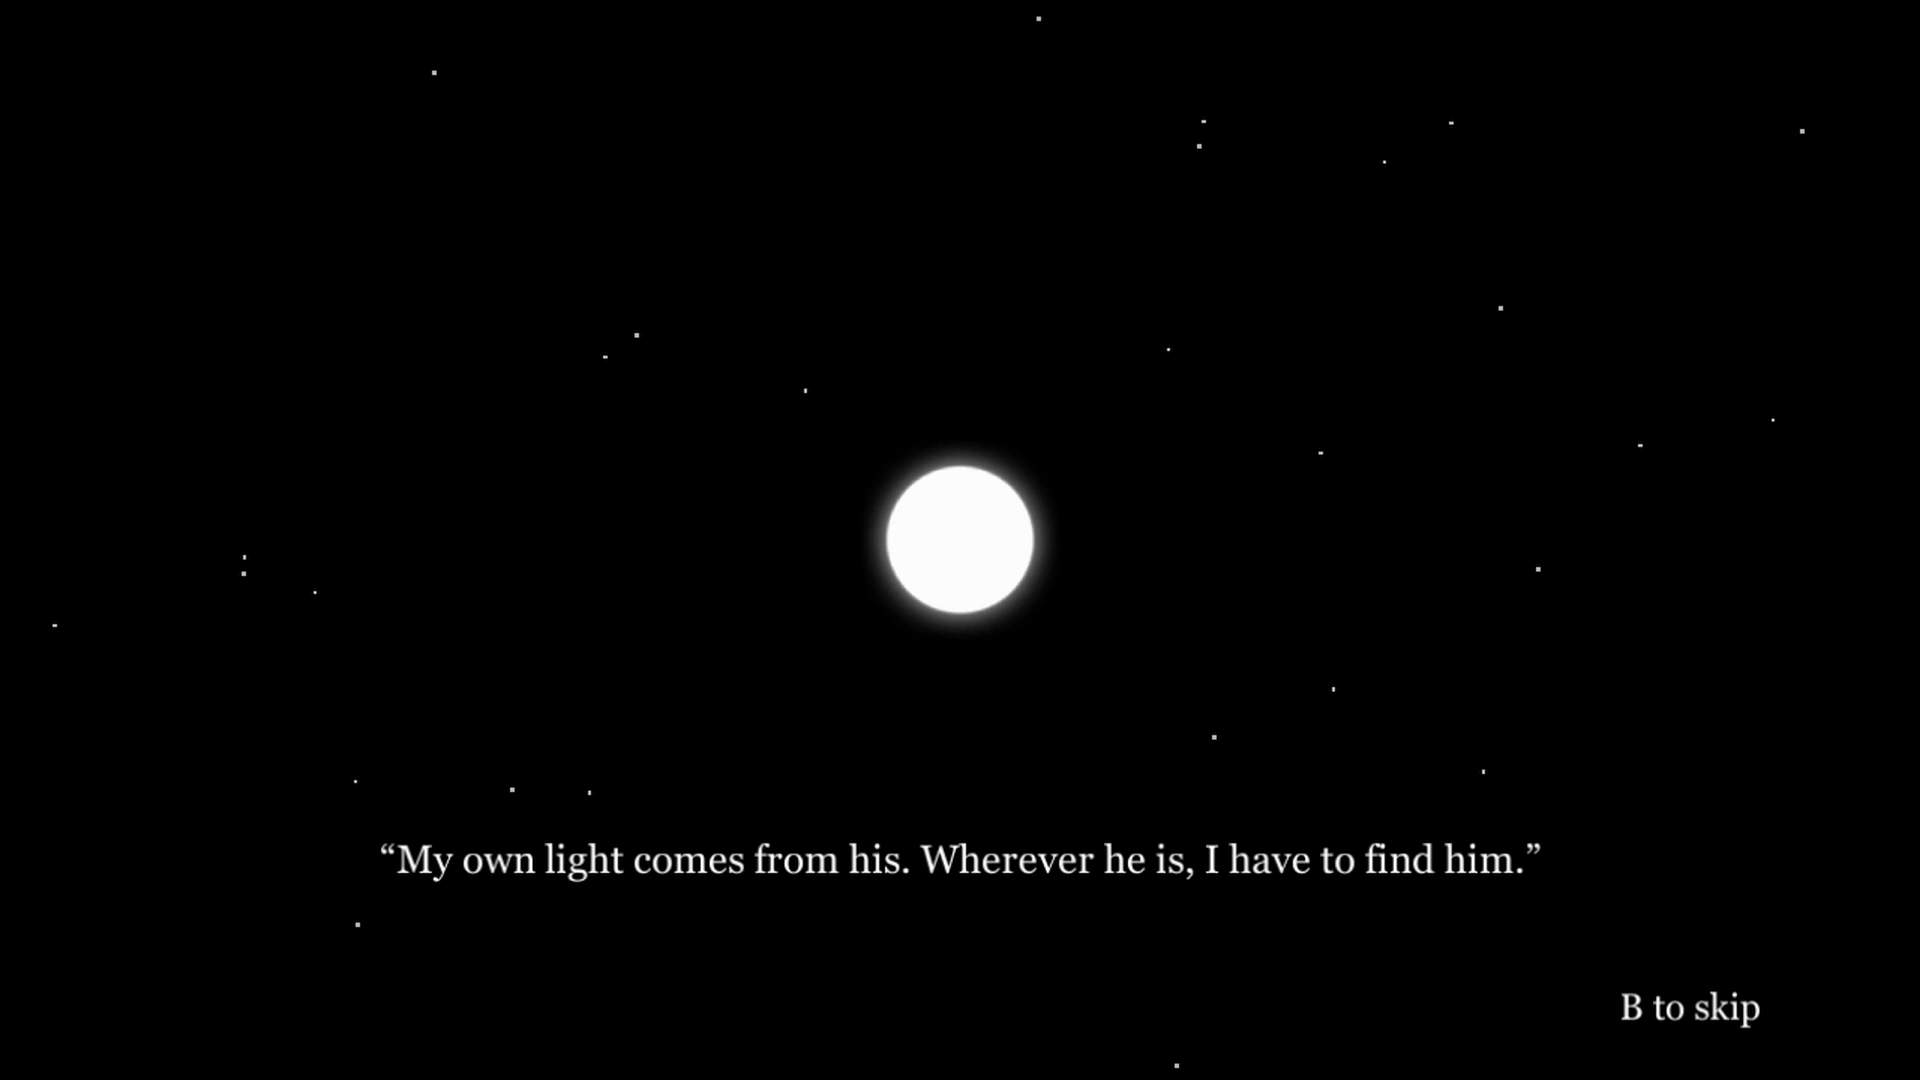 “My own light comes from his. Wherever he is, I have to find him.”
B to skip